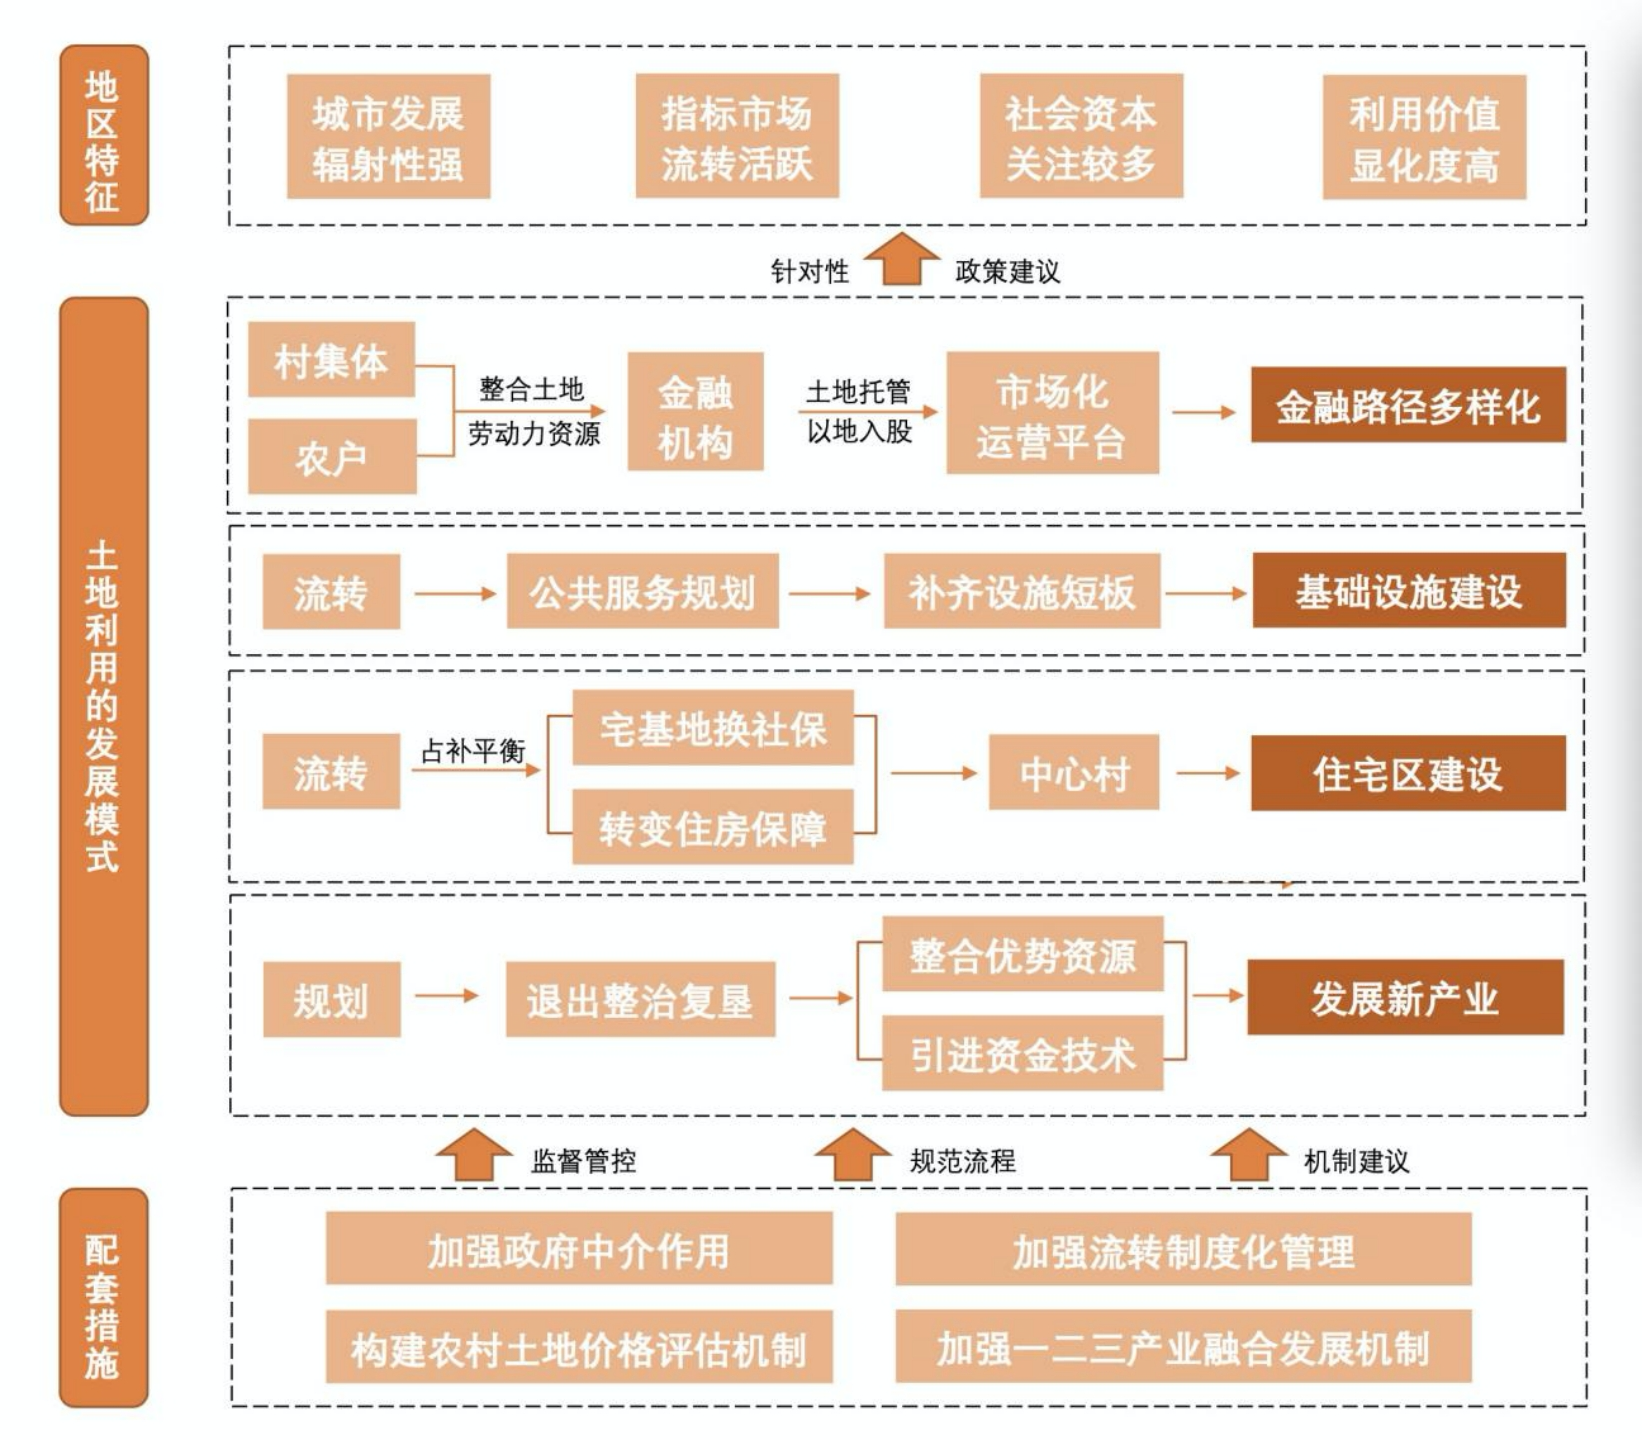 地区特征
城市发展
辐射性强
指标市场
流转活跃
社会资本
关注较多
利用价值
显化度高
针对性
政策建议
土地利用的发展模式
村集体
农户
整合土地
劳动力资源
金融
机构
土地托管
以地入股
市场化
运营平台
金融路径多样化
流转
公共服务规划
补齐设施短板
基础设施建设
流转
占补平衡
宅基地换社保
转变住房保障
中心村
住宅区建设
规划
退出整治复垦
整合优势资源
引进资金技术
发展新产业
监督管控
规范流程
机制建议
配套措施
加强政府中介作用
加强流转制度化管理
构建农村土地价格评估机制
加强一二三产业融合发展机制